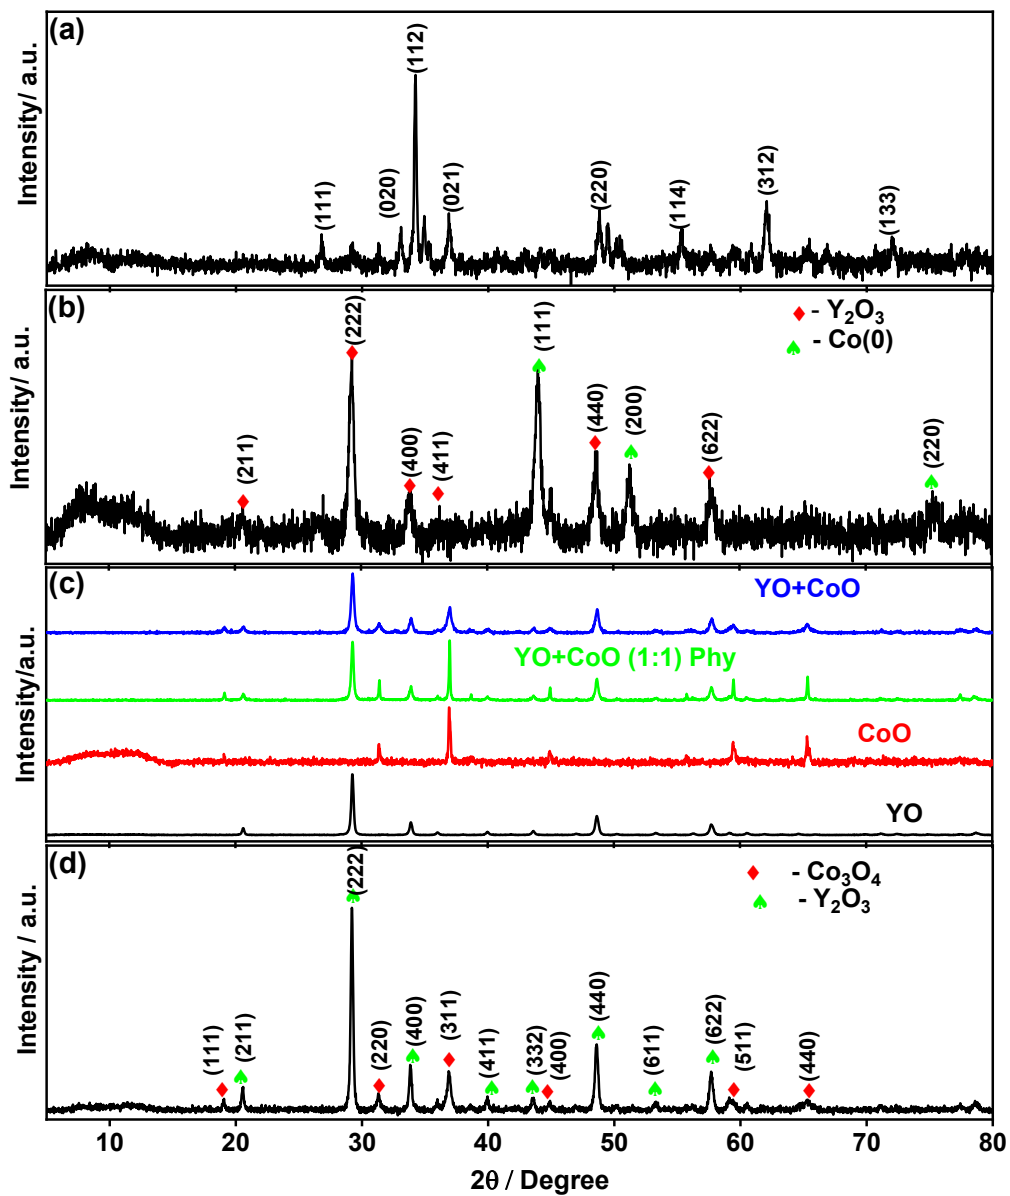 (a)
Intensity/ a.u.
(111)
(020)
(112)
(021)
(220)
(114)
(312)
(133)
(b)
Intensity/ a.u.
(211)
(222)
(400)
(411)
(111)
(440)
(200)
(622)
(220)
- Y₂O₃
- Co(0)
(c)
Intensity/a.u.
YO+CoO
YO+CoO (1:1) Phy
CoO
YO
(d)
Intensity / a.u.
(111)
(211)
(222)
(220)
(400)
(311)
(411)
(332)
(400)
(440)
(611)
(622)
(511)
(440)
- Co₃O₄
- Y₂O₃
10 20 30 40 50 60 70 80
2θ / Degree